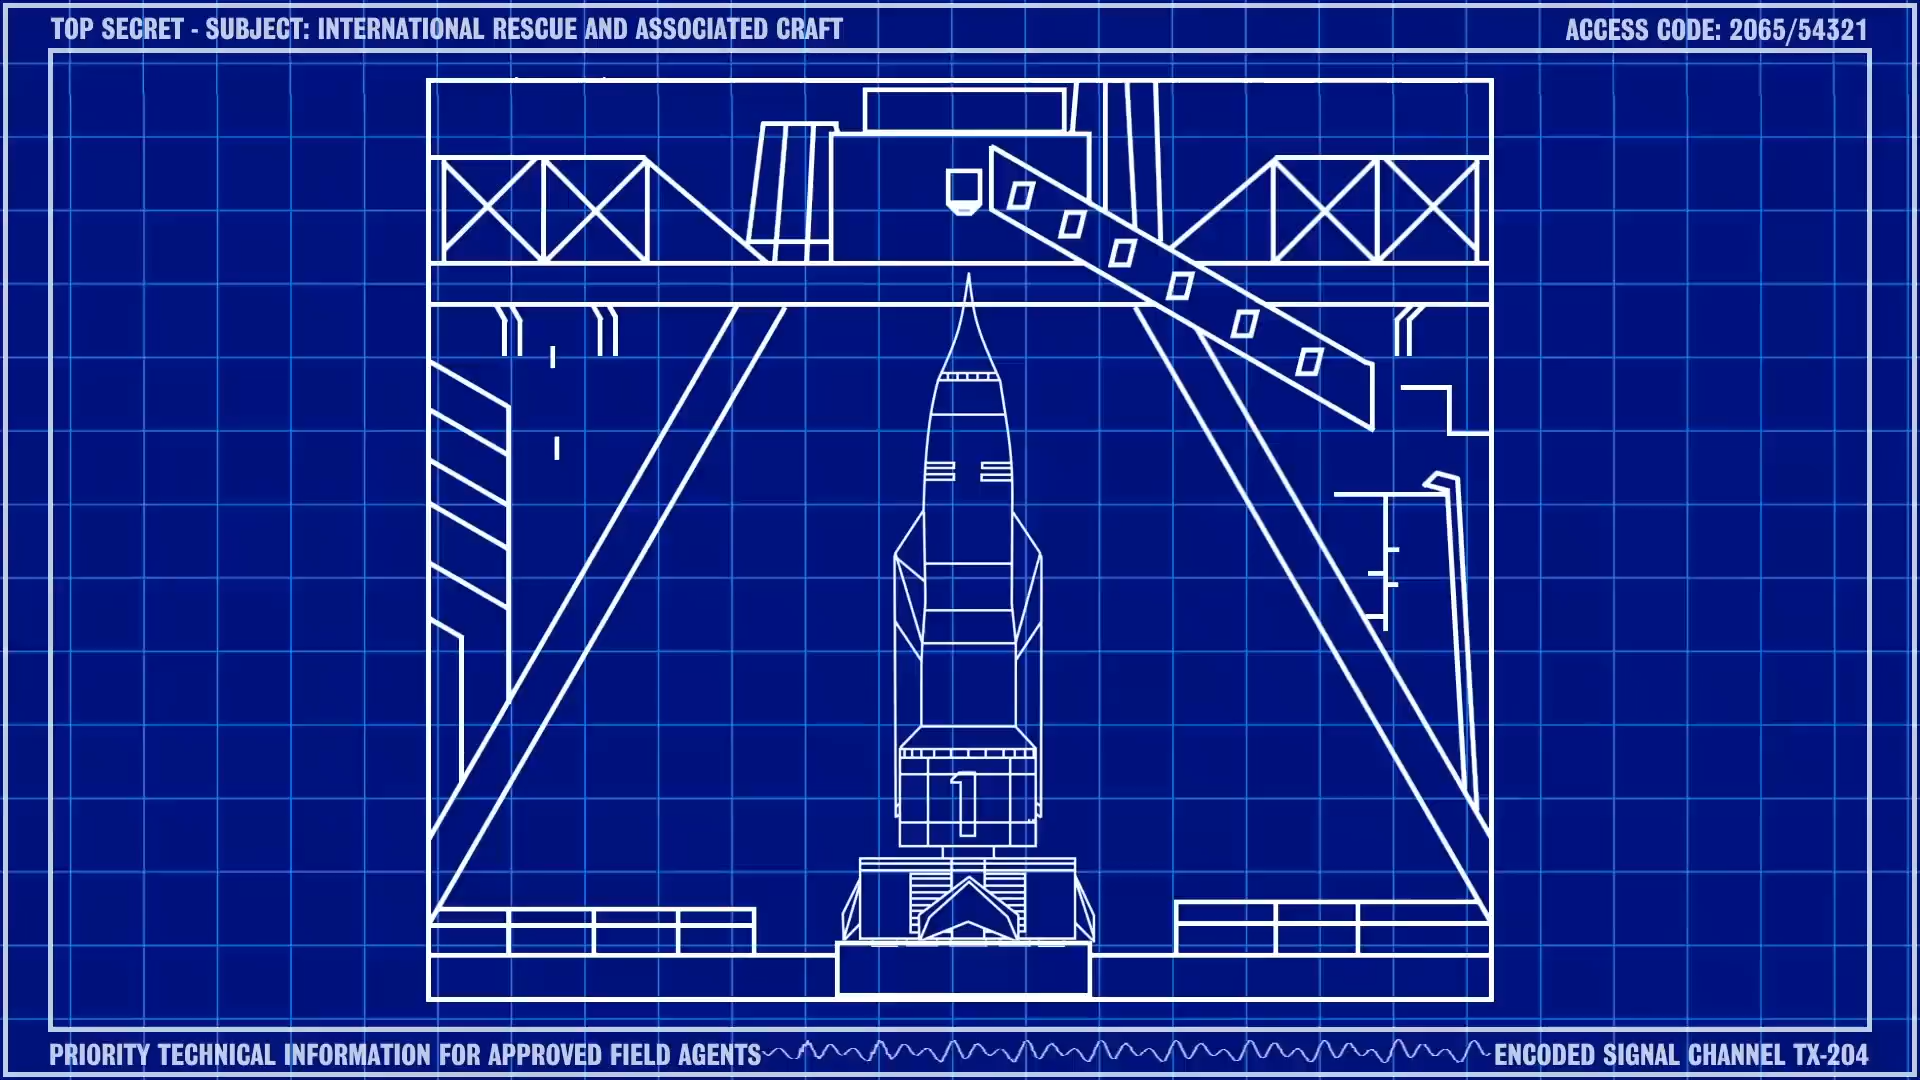 TOP SECRET - SUBJECT: INTERNATIONAL RESCUE AND ASSOCIATED CRAFT
ACCESS CODE: 2065/54321
1
PRIORITY TECHNICAL INFORMATION FOR APPROVED FIELD AGENTS
ENCODED SIGNAL CHANNEL TX-204